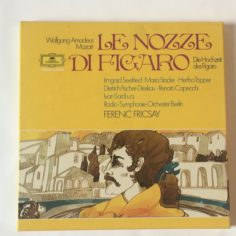 Wolfgang Amadeus
Mozart
LE NOZZE
DI FIGARO
Die Hochzeit
des Figaro
Irmgard Seefried · Maria Stader · Hertha Töpper
Dietrich Fischer-Dieskau · Renato Capecchi
Ivan Sardi u.a.
Radio-Symphonie-Orchester Berlin
FERENC FRICSAY